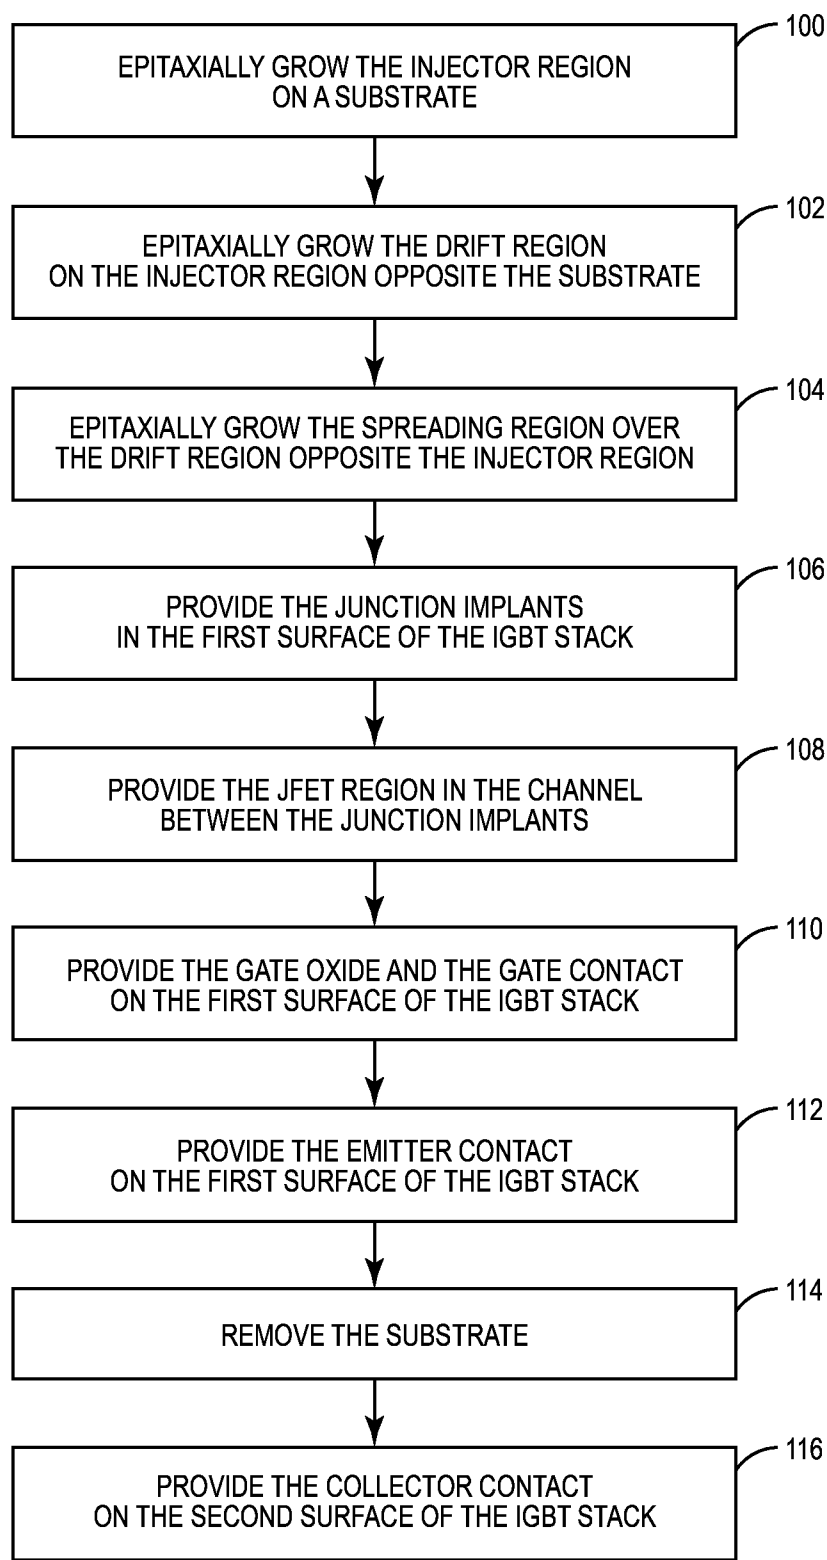 100
EPITAXIALLY GROW THE INJECTOR REGION
ON A SUBSTRATE
102
EPITAXIALLY GROW THE DRIFT REGION
ON THE INJECTOR REGION OPPOSITE THE SUBSTRATE
104
EPITAXIALLY GROW THE SPREADING REGION OVER
THE DRIFT REGION OPPOSITE THE INJECTOR REGION
106
PROVIDE THE JUNCTION IMPLANTS
IN THE FIRST SURFACE OF THE IGBT STACK
108
PROVIDE THE JFET REGION IN THE CHANNEL
BETWEEN THE JUNCTION IMPLANTS
110
PROVIDE THE GATE OXIDE AND THE GATE CONTACT
ON THE FIRST SURFACE OF THE IGBT STACK
112
PROVIDE THE EMITTER CONTACT
ON THE FIRST SURFACE OF THE IGBT STACK
114
REMOVE THE SUBSTRATE
116
PROVIDE THE COLLECTOR CONTACT
ON THE SECOND SURFACE OF THE IGBT STACK